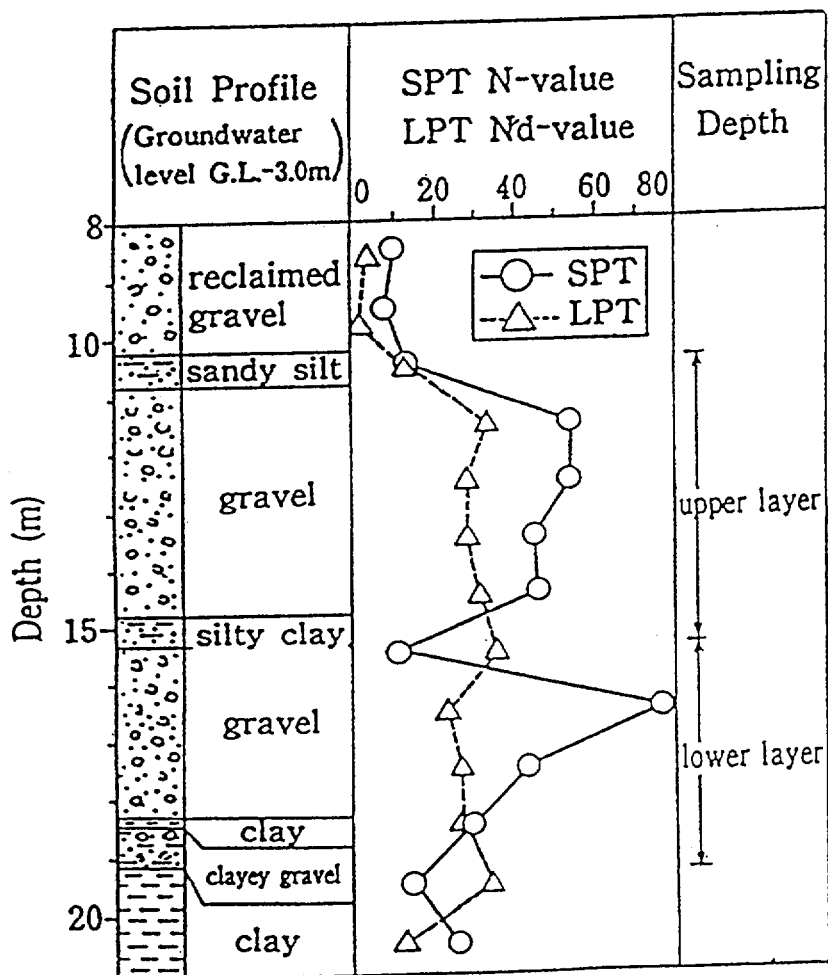 Soil Profile
(Groundwater
level G.L.-3.0m)
SPT N-value
LPT Nd-value
0 20 40 60 80
Sampling
Depth
SPT
LPT
Depth (m)
8
10
15
20
reclaimed
gravel
sandy silt
gravel
silty clay
gravel
clay
clayey gravel
clay
upper layer
lower layer